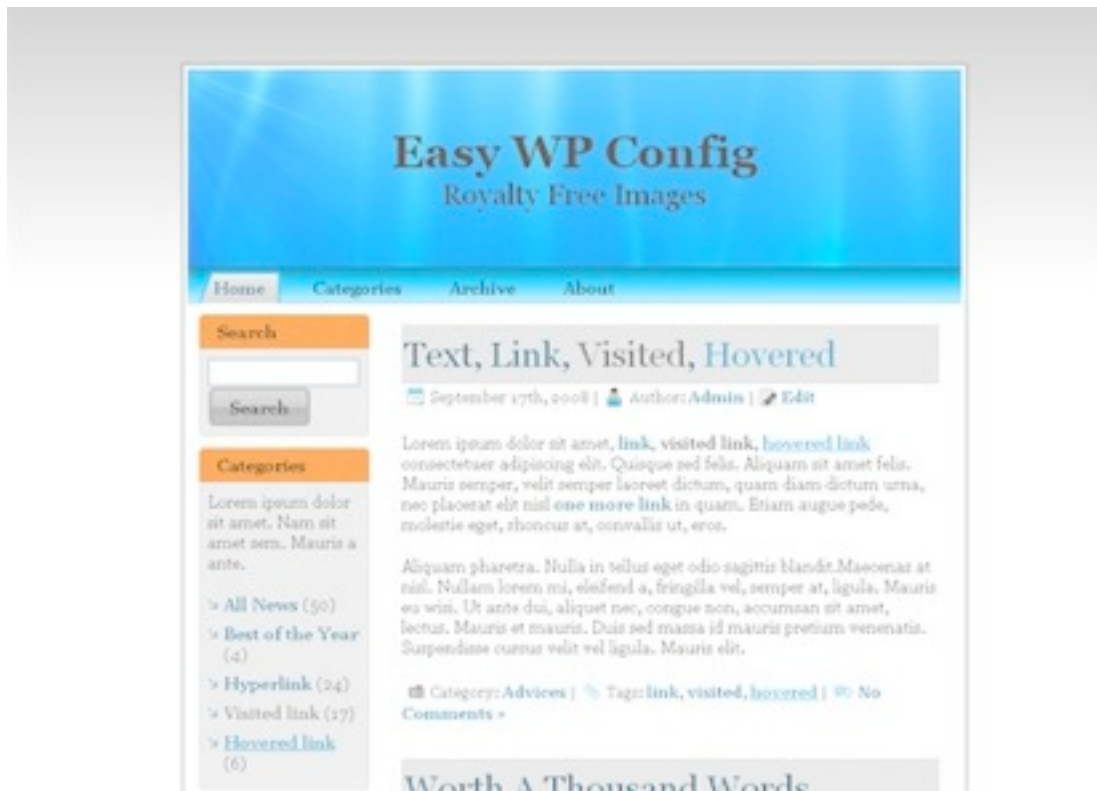 Easy WP Config
Royalty Free Images
Home Categories Archive About
Search
Search
Categories
Lorem ipsum dolor
sit amet. Nam sit
amet sem. Mauris a
ante.
All News (50)
Best of the Year
(4)
Hyperlink (24)
Visited link (17)
Hovered link
(6)
Text, Link, Visited, Hovered
September 17th, 2008 | Author: Admin | Edit
Lorem ipsum dolor sit amet, link, visited link, hovered link
consectetuer adipiscing elit. Quisque sed felis. Aliquam sit amet felis.
Mauris semper, velit semper laoreet dictum, quam diam dictum urna,
nec placerat elit nisl one more link in quam. Etiam augue pede,
molestie eget, rhoncus at, convallis ut, eros.
Aliquam pharetra. Nulla in tellus eget odio sagittis blandit.Maecenas at
nisl. Nullam lorem mi, eleifend a, fringilla vel, semper at, ligula. Mauris
eu wisi. Ut ante dui, aliquet nec, congue non, accumsan sit amet,
lectus. Mauris et mauris. Duis sed massa id mauris pretium venenatis.
Suspendisse cursus velit vel ligula. Mauris elit.
Category: Advices | Tags: link, visited, hovered | No
Comments »
Worth A Thousand Words